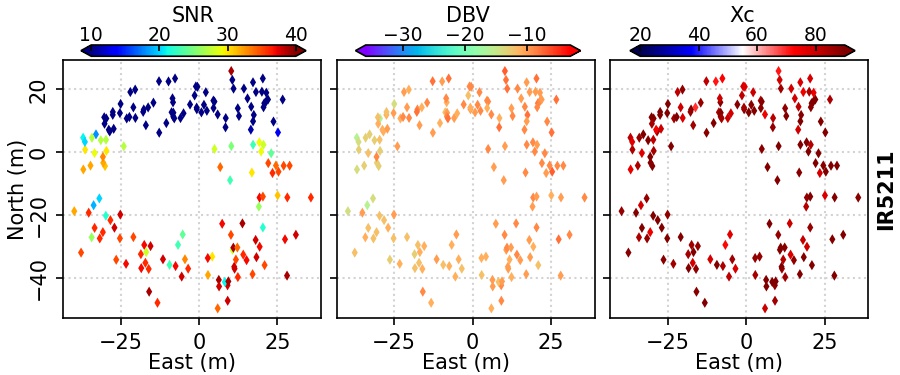 SNR DBV Xc
10 20 30 40 −30 −20 −10 20 40 60 80
20
0
−20
−40
North (m)
−25 0 25 −25 0 25 −25 0 25
East (m) East (m) East (m)
IR5211